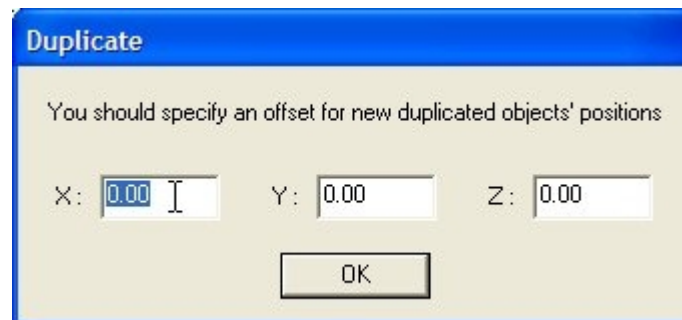 Duplicate
You should specify an offset for new duplicated objects' positions
X: 0.00 Y: 0.00 Z: 0.00
OK